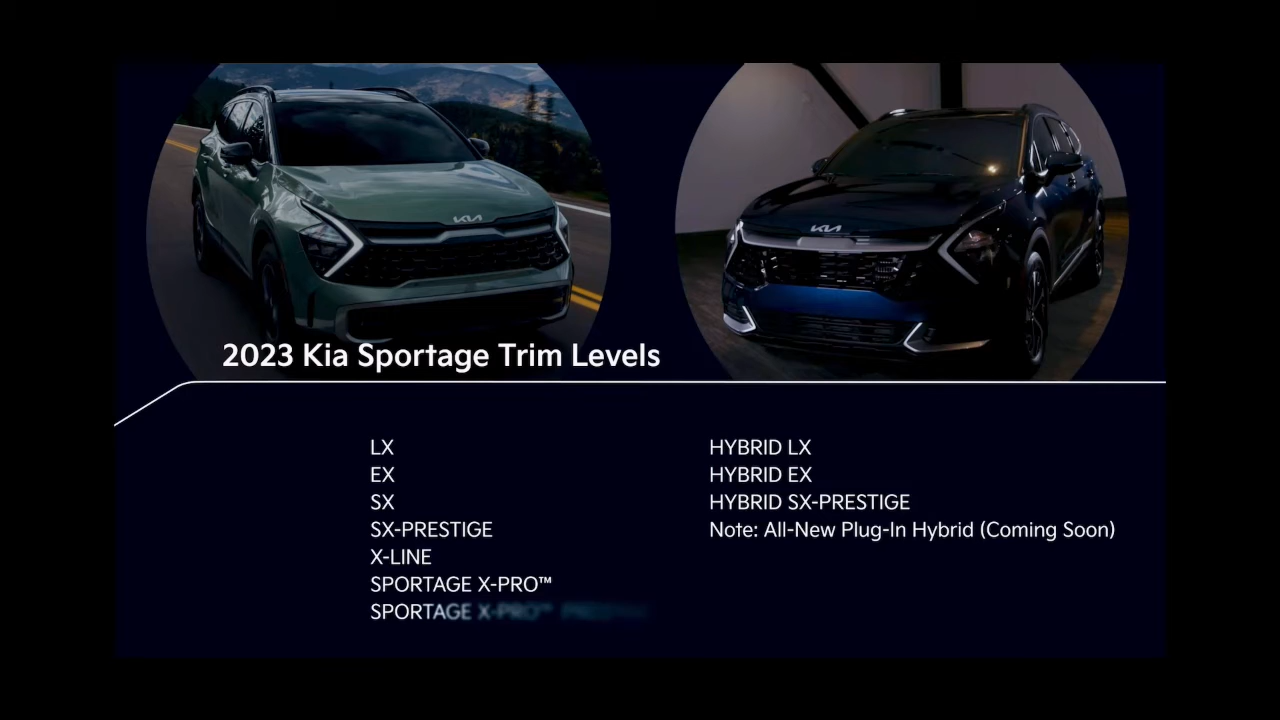 2023 Kia Sportage Trim Levels
LX
EX
SX
SX-PRESTIGE
X-LINE
SPORTAGE X-PRO™
SPORTAGE X-PRO™
HYBRID LX
HYBRID EX
HYBRID SX-PRESTIGE
Note: All-New Plug-In Hybrid (Coming Soon)